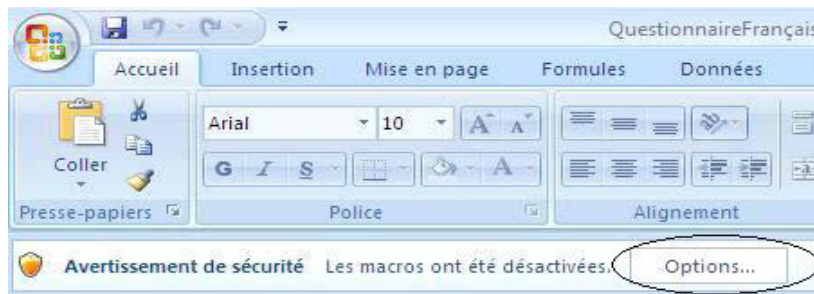 QuestionnaireFrançais
Accueil Insertion Mise en page Formules Données
Arial 10 A A
Coller
G I S A
Presse-papiers Police Alignement
Avertissement de sécurité Les macros ont été désactivées. Options...